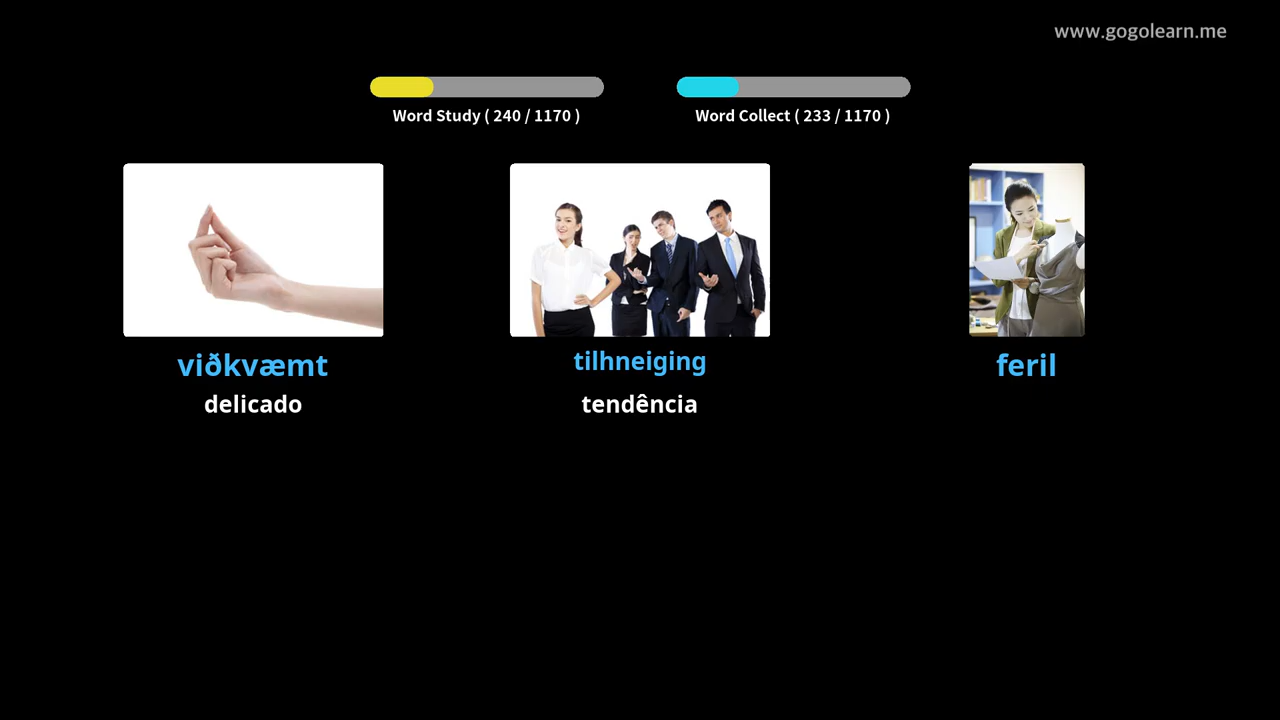 www.gogolearn.me
Word Study ( 240 / 1170 )
Word Collect ( 233 / 1170 )
viðkvæmt
delicado
tilhneiging
tendência
feril